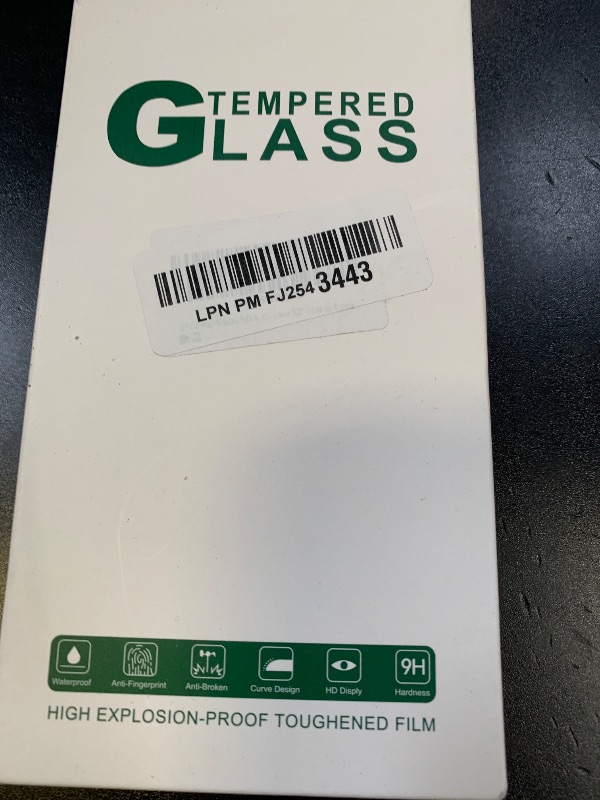 TEMPERED
GLASS
LPN PM FJ254 3443
Waterproof
Anti-Fingerprint
Anti-Broken
Curve Design
HD Disply
9H
Hardness
HIGH EXPLOSION-PROOF TOUGHENED FILM